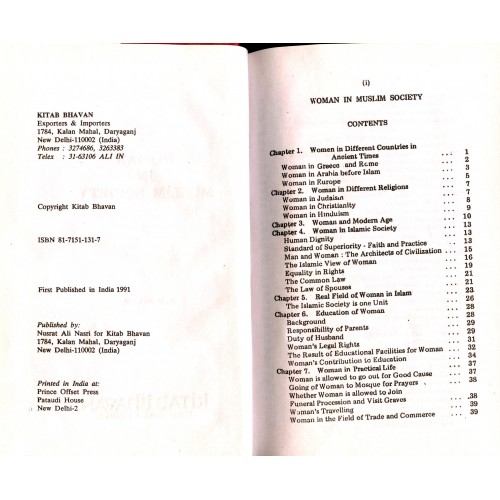 KITAB BHAVAN
Exporters & Importers
1784, Kalan Mahal, Daryaganj
New Delhi-110002 (India)
Phones : 3274686, 3263383
Telex : 31-63106 ALI IN
Copyright Kitab Bhavan
ISBN 81-7151-131-7
First Published in India 1991
Published by:
Nusrat Ali Nasri for Kitab Bhavan
1784, Kalan Mahal, Daryaganj
New Delhi-110002 (India)
Printed in India at:
Prince Offset Press
Pataudi House
New Delhi-2
(i)
WOMAN IN MUSLIM SOCIETY
CONTENTS
Chapter 1. Women in Different Countries in
Ancient Times ... 1
Woman in Greece and Rome ... 2
Woman in Arabia before Islam ... 3
Woman in Europe ... 5
Chapter 2. Woman in Different Religions ... 7
Woman in Judaisn ... 7
Woman in Christianity ... 8
Woman in Hinduism ... 9
Chapter 3. Woman and Modern Age ... 10
Chapter 4. Woman in Islamic Society ... 13
Human Dignity ... 13
Standard of Superiority - Faith and Practice .. 13
Man and Woman : The Architects of Civilization ... 15
The Islamic View of Woman ... 16
Equality in Rights ... 19
The Common Law ... 21
The Law of Spouses ... 21
Chapter 5. Real Field of Woman in Islam ... 23
The Islamic Society is one Unit ... 26
Chapter 6. Education of Woman ... 28
Background ... 28
Responsibility of Parents ... 29
Duty of Husband ... 29
Woman's Legal Rights ... 31
The Result of Educational Facilities for Woman ... 32
Woman's Contribution to Education ... 34
Chapter 7. Woman in Practical Life ... 37
Woman is allowed to go out for Good Cause ... 37
Going of Woman to Mosque for Prayers ... 38
Whether Woman is allowed to Join
Funeral Procession and Visit Graves ... 38
Woman's Travelling ... 39
Woman in the Field of Trade and Commerce ... 39